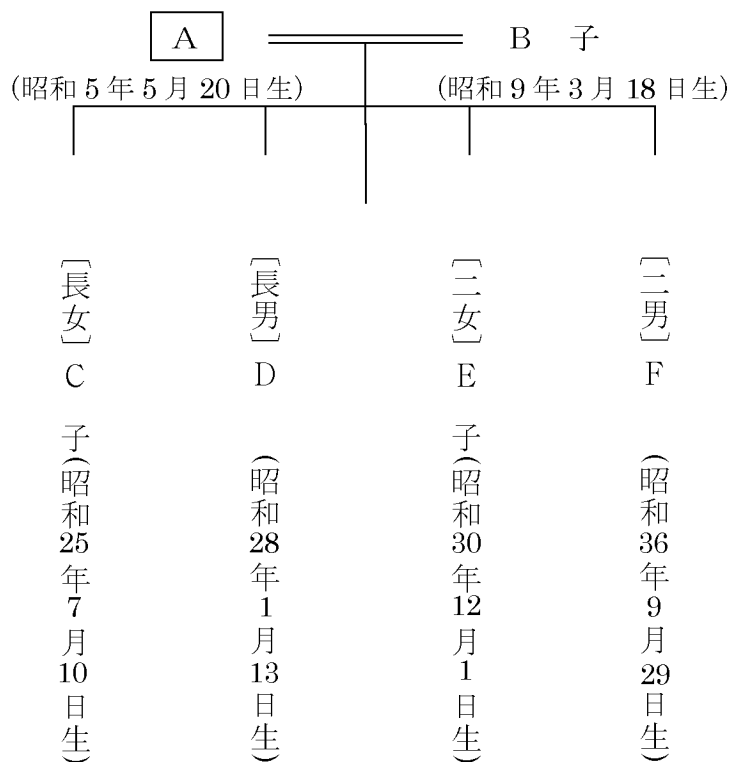 A
B 子
(昭和5年5月20日生)
(昭和9年3月18日生)
〔長女〕C 子(昭和25年7月10日生)
〔長男〕D (昭和28年1月13日生)
〔二女〕E 子(昭和30年12月1日生)
〔二男〕F (昭和36年9月29日生)